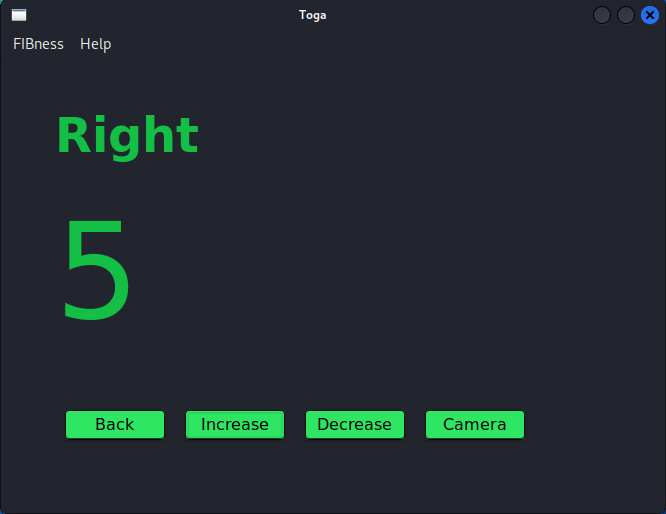 Toga
FIBness Help
Right
5
Back Increase Decrease Camera